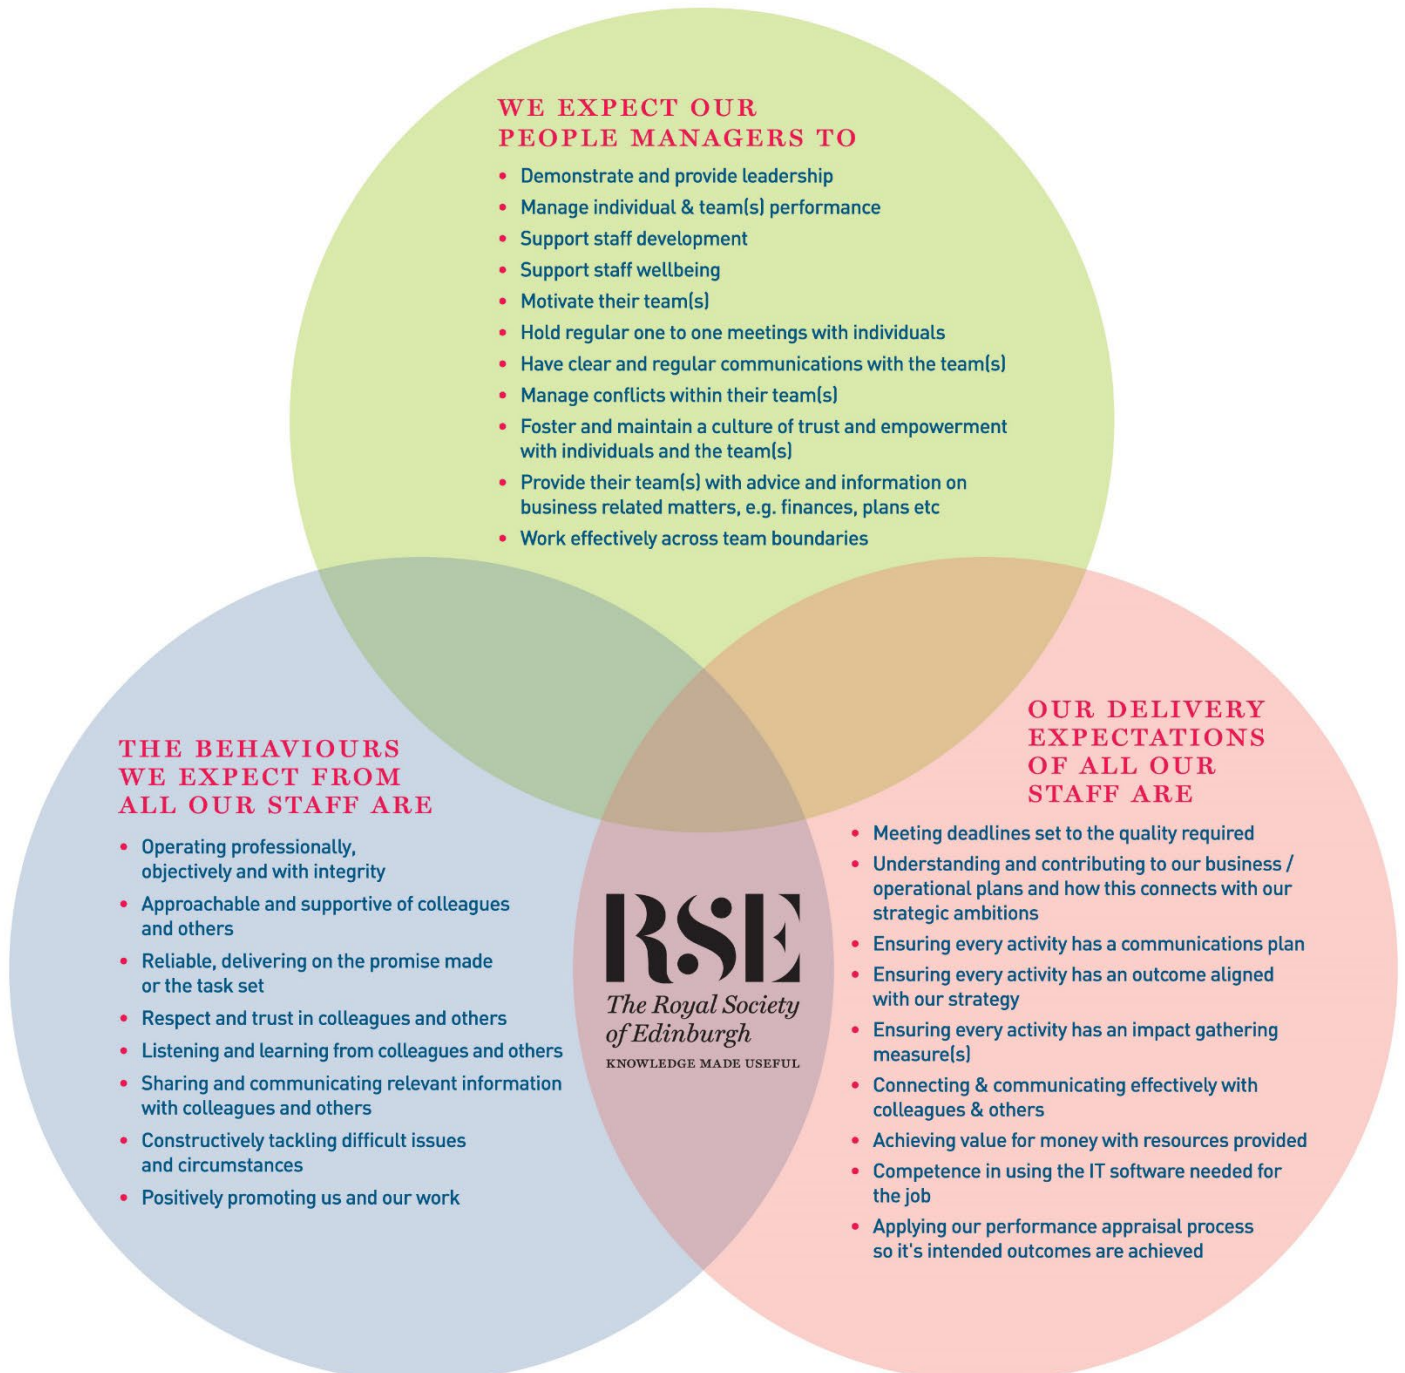 WE EXPECT OUR
PEOPLE MANAGERS TO
• Demonstrate and provide leadership
• Manage individual & team(s) performance
• Support staff development
• Support staff wellbeing
• Motivate their team(s)
• Hold regular one to one meetings with individuals
• Have clear and regular communications with the team(s)
• Manage conflicts within their team(s)
• Foster and maintain a culture of trust and empowerment
with individuals and the team(s)
• Provide their team(s) with advice and information on
business related matters, e.g. finances, plans etc
• Work effectively across team boundaries
THE BEHAVIOURS
WE EXPECT FROM
ALL OUR STAFF ARE
• Operating professionally,
objectively and with integrity
• Approachable and supportive of colleagues
and others
• Reliable, delivering on the promise made
or the task set
• Respect and trust in colleagues and others
• Listening and learning from colleagues and others
• Sharing and communicating relevant information
with colleagues and others
• Constructively tackling difficult issues
and circumstances
• Positively promoting us and our work
RSE
The Royal Society
of Edinburgh
KNOWLEDGE MADE USEFUL
OUR DELIVERY
EXPECTATIONS
OF ALL OUR
STAFF ARE
• Meeting deadlines set to the quality required
• Understanding and contributing to our business /
operational plans and how this connects with our
strategic ambitions
• Ensuring every activity has a communications plan
• Ensuring every activity has an outcome aligned
with our strategy
• Ensuring every activity has an impact gathering
measure(s)
• Connecting & communicating effectively with
colleagues & others
• Achieving value for money with resources provided
• Competence in using the IT software needed for
the job
• Applying our performance appraisal process
so it's intended outcomes are achieved